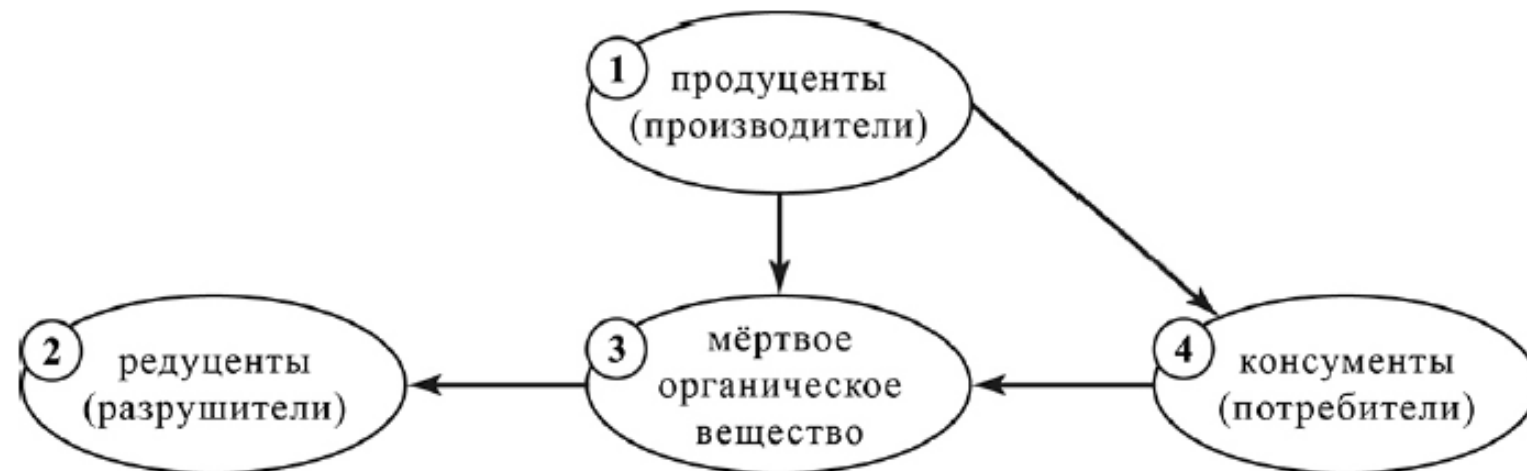 1
продуценты
(производители)
2
редуценты
(разрушители)
3
мёртвое
органическое
вещество
4
консументы
(потребители)